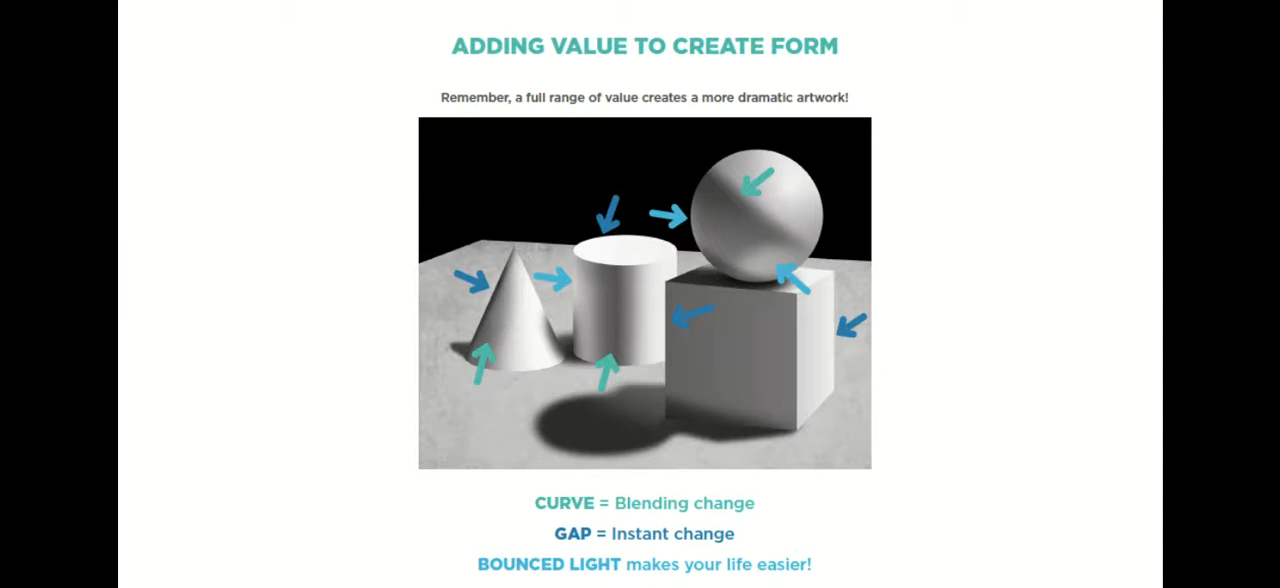 ADDING VALUE TO CREATE FORM
Remember, a full range of value creates a more dramatic artwork!
CURVE = Blending change
GAP = Instant change
BOUNCED LIGHT makes your life easier!